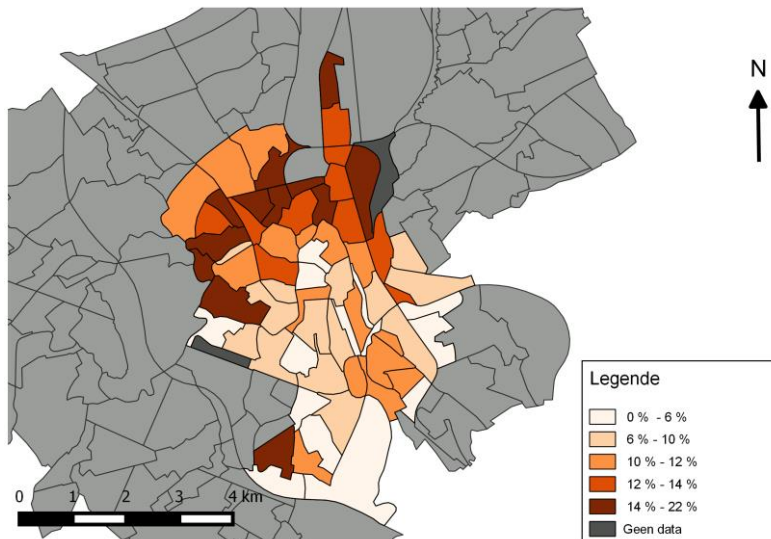 N
Legende
0 % - 6 %
6 % - 10 %
10 % - 12 %
12 % - 14 %
14 % - 22 %
Geen data
0 1 2 3 4 km